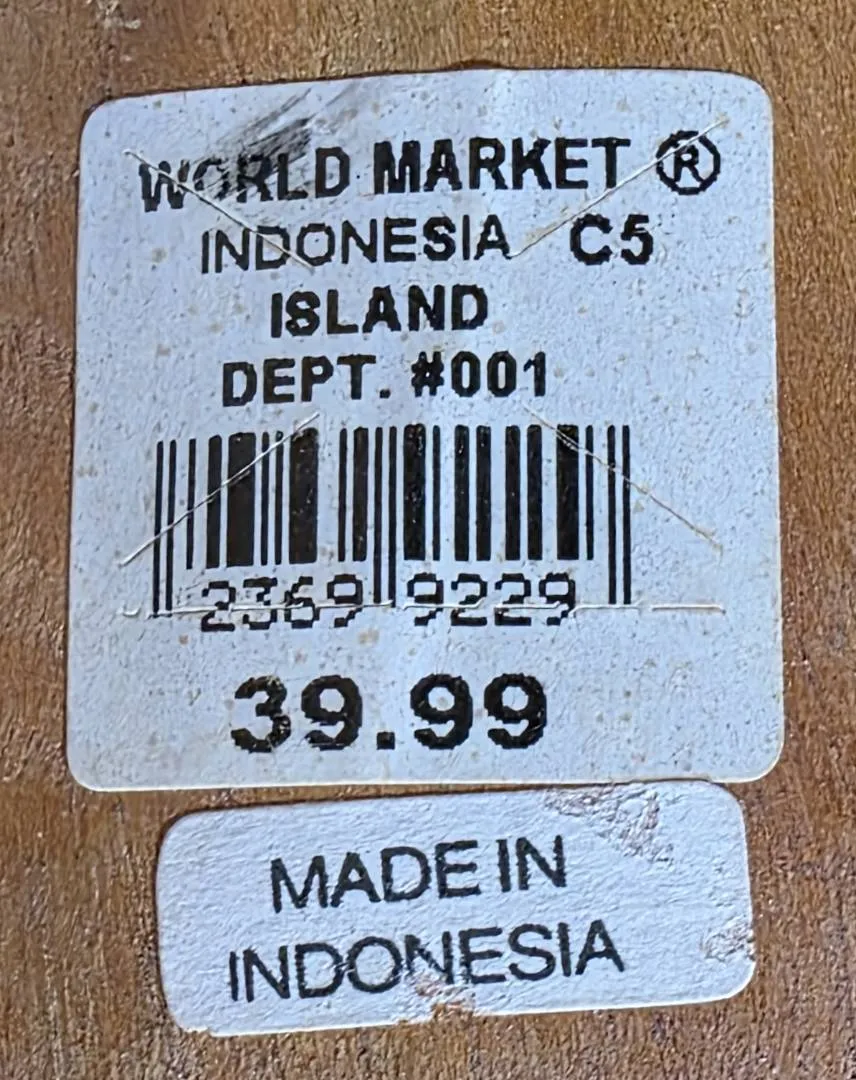 WORLD MARKET ®
INDONESIA C5
ISLAND
DEPT. #001
2369 9229
39.99
MADE IN
INDONESIA